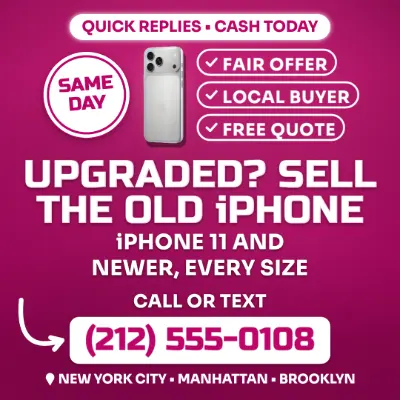 QUICK REPLIES • CASH TODAY
SAME
DAY
FAIR OFFER
LOCAL BUYER
FREE QUOTE
UPGRADED? SELL
THE OLD iPHONE
iPHONE 11 AND
NEWER, EVERY SIZE
CALL OR TEXT
(212) 555-0108
NEW YORK CITY • MANHATTAN • BROOKLYN